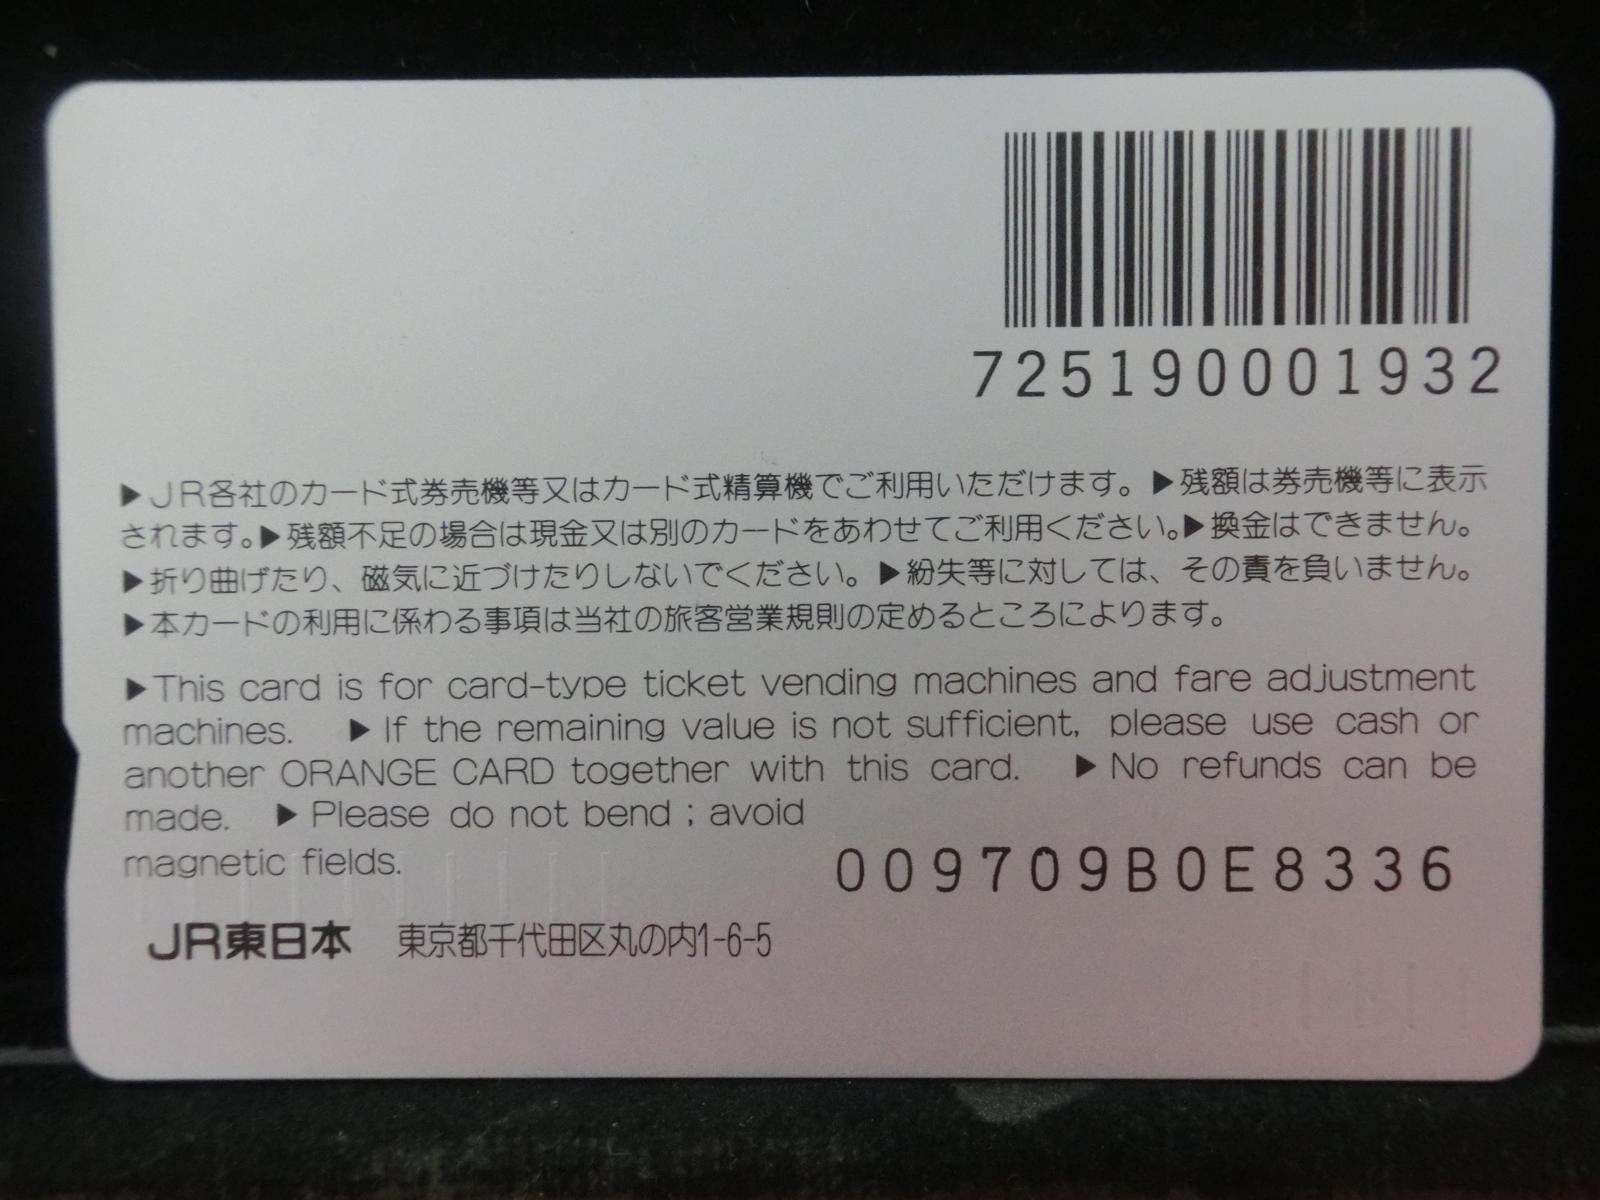 725190001932
▶JR各社のカード式券売機等又はカード式精算機でご利用いただけます。▶残額は券売機等に表示
されます。▶残額不足の場合は現金又は別のカードをあわせてご利用ください。▶換金はできません。
▶折り曲げたり、磁気に近づけたりしないでください。▶紛失等に対しては、その責を負いません。
▶本カードの利用に係わる事項は当社の旅客営業規則の定めるところによります。
▶This card is for card-type ticket vending machines and fare adjustment
machines. ▶If the remaining value is not sufficient, please use cash or
another ORANGE CARD together with this card. ▶No refunds can be
made. ▶Please do not bend ; avoid
magnetic fields.
009709B0E8336
JR東日本 東京都千代田区丸の内1-6-5